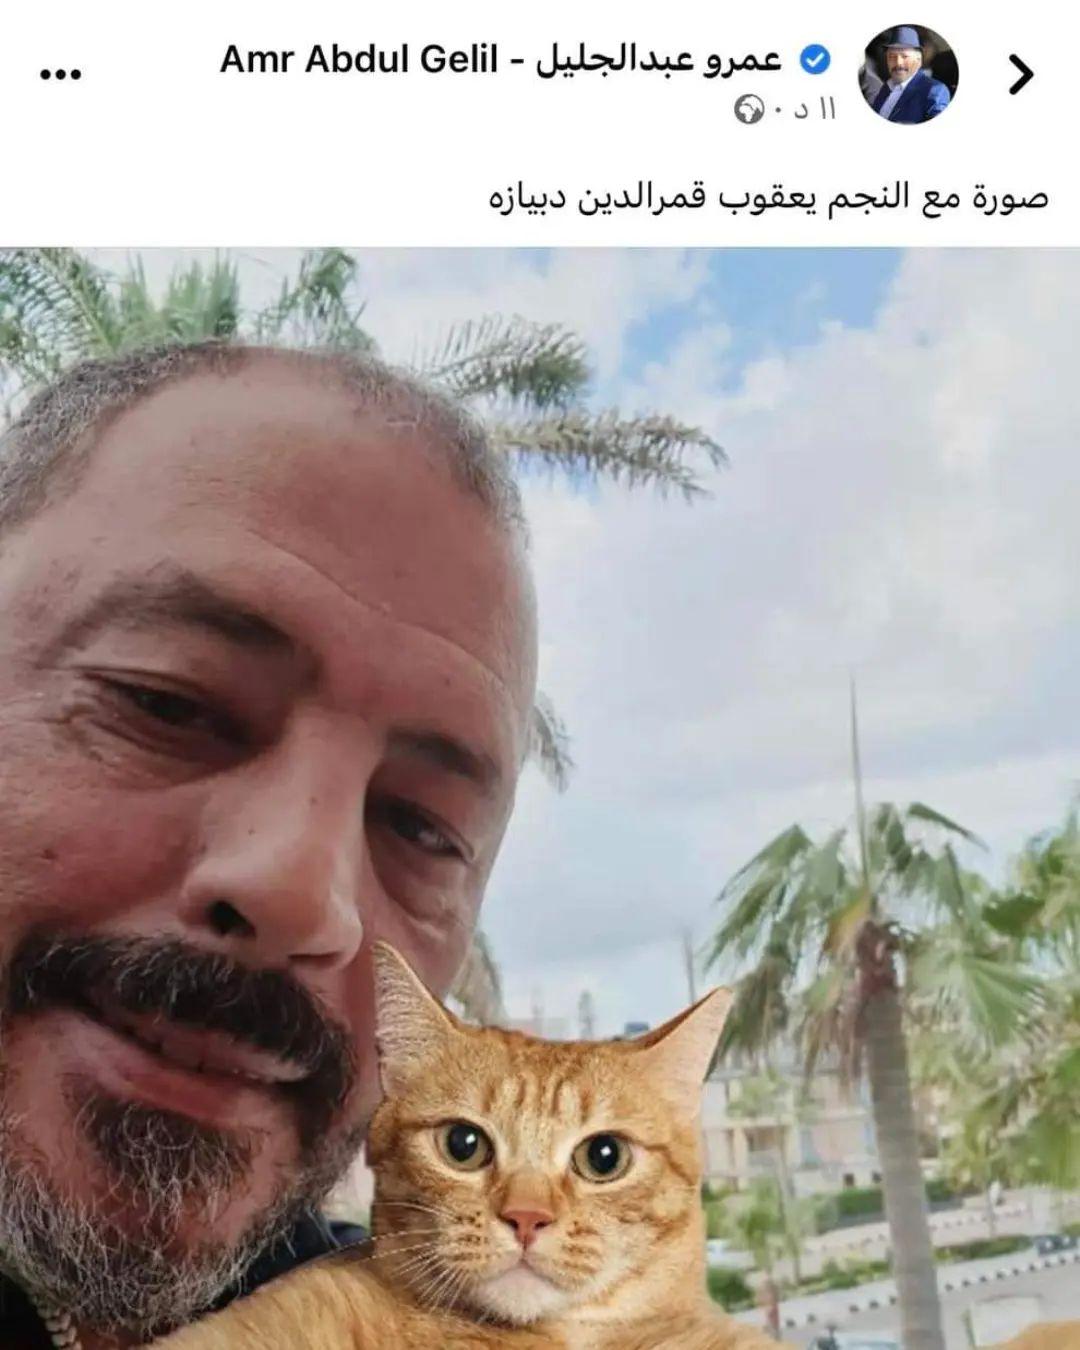 عمرو عبدالجليل - Amr Abdul Gelil
١١ د ·
صورة مع النجم يعقوب قمرالدين دبيازه